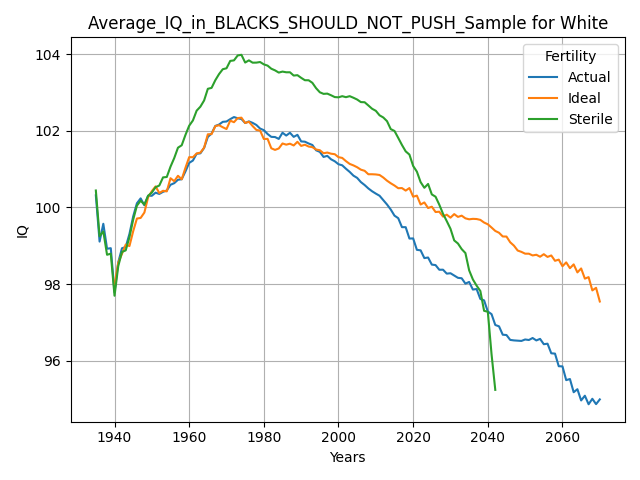 Average_IQ_in_BLACKS_SHOULD_NOT_PUSH_Sample for White
IQ
104
102
100
98
96
1940 1960 1980 2000 2020 2040 2060
Years
Fertility
Actual
Ideal
Sterile